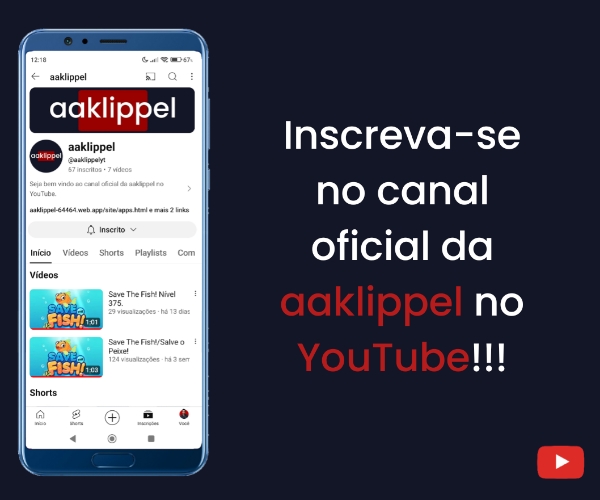 12:18
67%
aaklippel
aaklippel
aaklippel
aaklippel
@aaklippelyt
57 inscritos • 7 vídeos
Seja bem vindo ao canal oficial da aaklippel no
YouTube.
aaklippel-64464.web.app/site/apps.html e mais 2 links
Inscrito
Início Vídeos Shorts Playlists Com
Vídeos
SAVE THE FISH!
1:01
Save The Fish! Nível
375.
29 visualizações · há 13 dias
SAVE THE FISH!
1:03
Save The Fish!/Salve o
Peixe!
124 visualizações · há 3 sem
Shorts
Início Shorts Inscrições Você
Inscreva-se
no canal
oficial da
aaklippel no
YouTube!!!